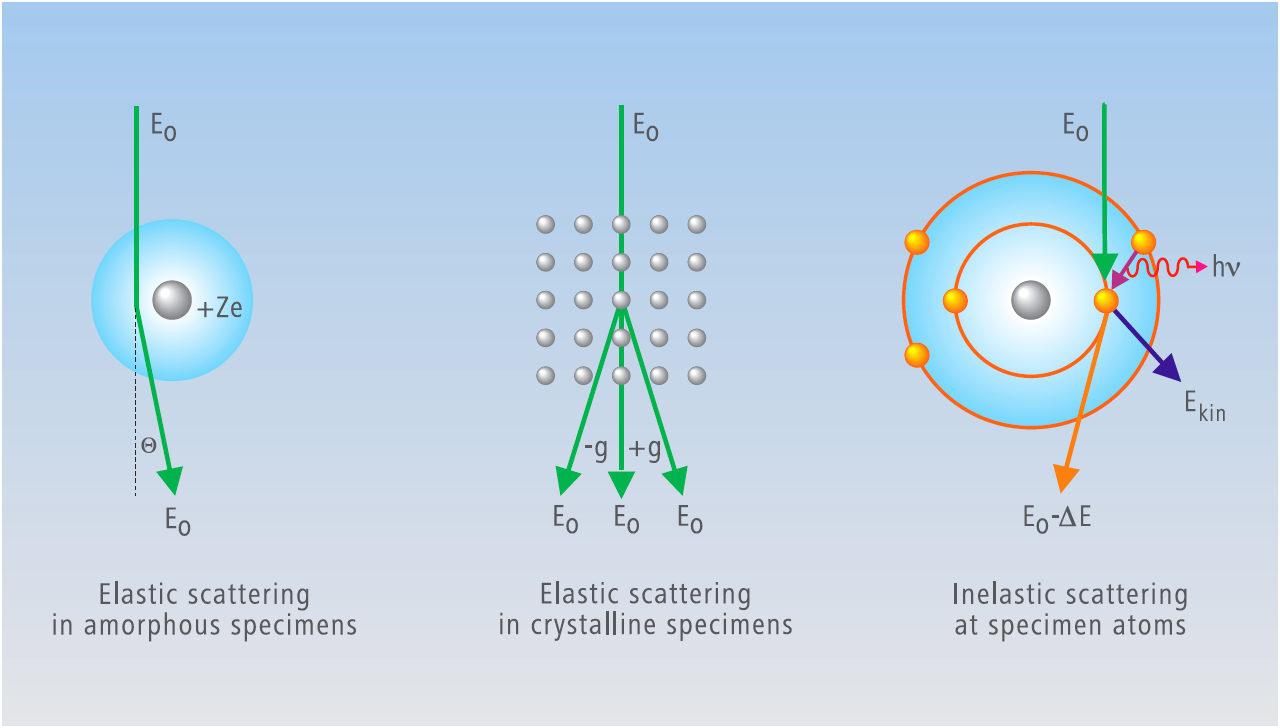 E₀
+Ze
Θ
E₀
Elastic scattering
in amorphous specimens
E₀
-g +g
E₀ E₀ E₀
Elastic scattering
in crystalline specimens
E₀
hν
E_kin
E₀-ΔE
Inelastic scattering
at specimen atoms